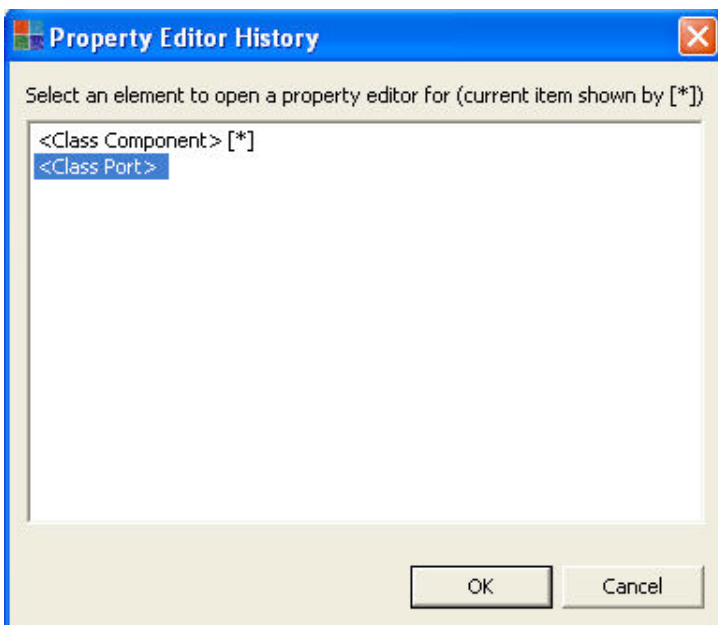 Property Editor History
Select an element to open a property editor for (current item shown by [*])
<Class Component> [*]
<Class Port>
OK
Cancel